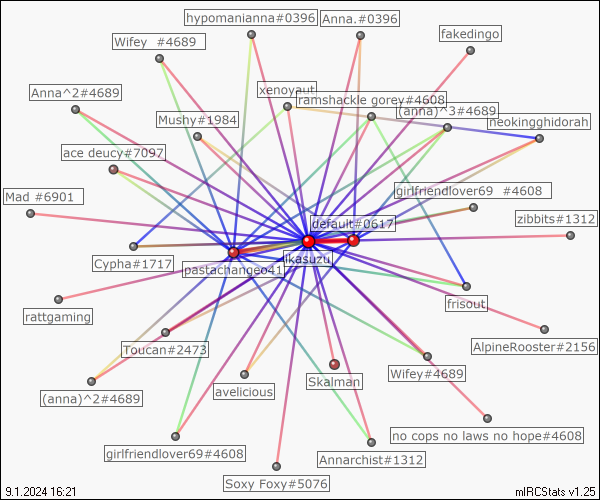 hypomanianna#0396
Anna.#0396
fakedingo
Wifey  #4689
Anna^2#4689
xenoyaut
ramshackle gorey#4608
(anna)^3#4689
neokingghidorah
Mushy#1984
ace deucy#7097
Mad #6901
girlfriendlover69  #4608
zibbits#1312
default#0617
ikasuzu
Cypha#1717
pastachangeo41
frisout
rattgaming
Toucan#2473
AlpineRooster#2156
Wifey#4689
Skalman
avelicious
(anna)^2#4689
no cops no laws no hope#4608
girlfriendlover69#4608
Annarchist#1312
Soxy Foxy#5076
9.1.2024 16:21
mIRCStats v1.25